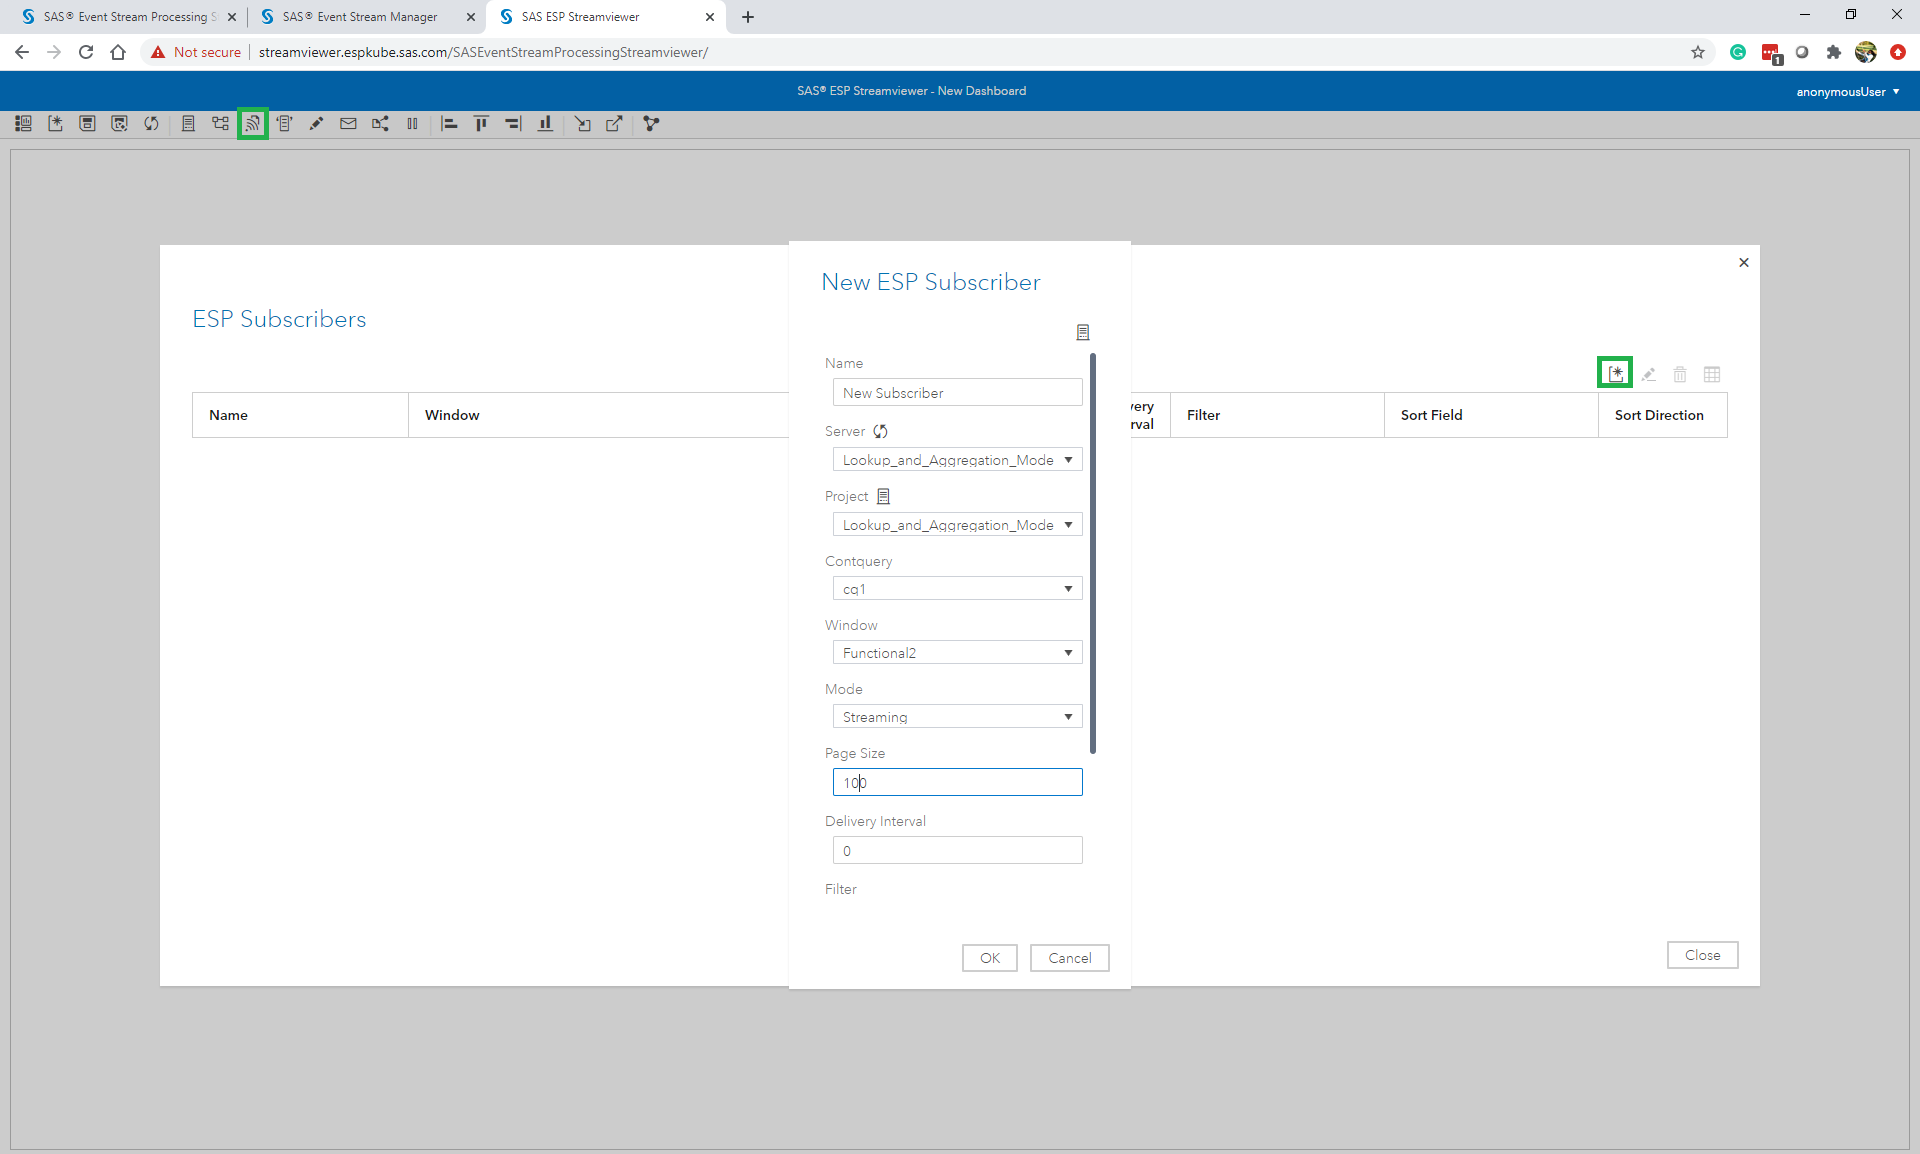 SAS® Event Stream Processing S
SAS® Event Stream Manager
SAS ESP Streamviewer
Not secure
streamviewer.espkube.sas.com/SASEventStreamProcessingStreamviewer/
1
SAS® ESP Streamviewer - New Dashboard
anonymousUser
ESP Subscribers
Name
Window
very
rval
Filter
Sort Field
Sort Direction
New ESP Subscriber
Name
New Subscriber
Server
Lookup_and_Aggregation_Mode
Project
Lookup_and_Aggregation_Mode
Contquery
cq1
Window
Functional2
Mode
Streaming
Page Size
100
Delivery Interval
0
Filter
OK
Cancel
Close